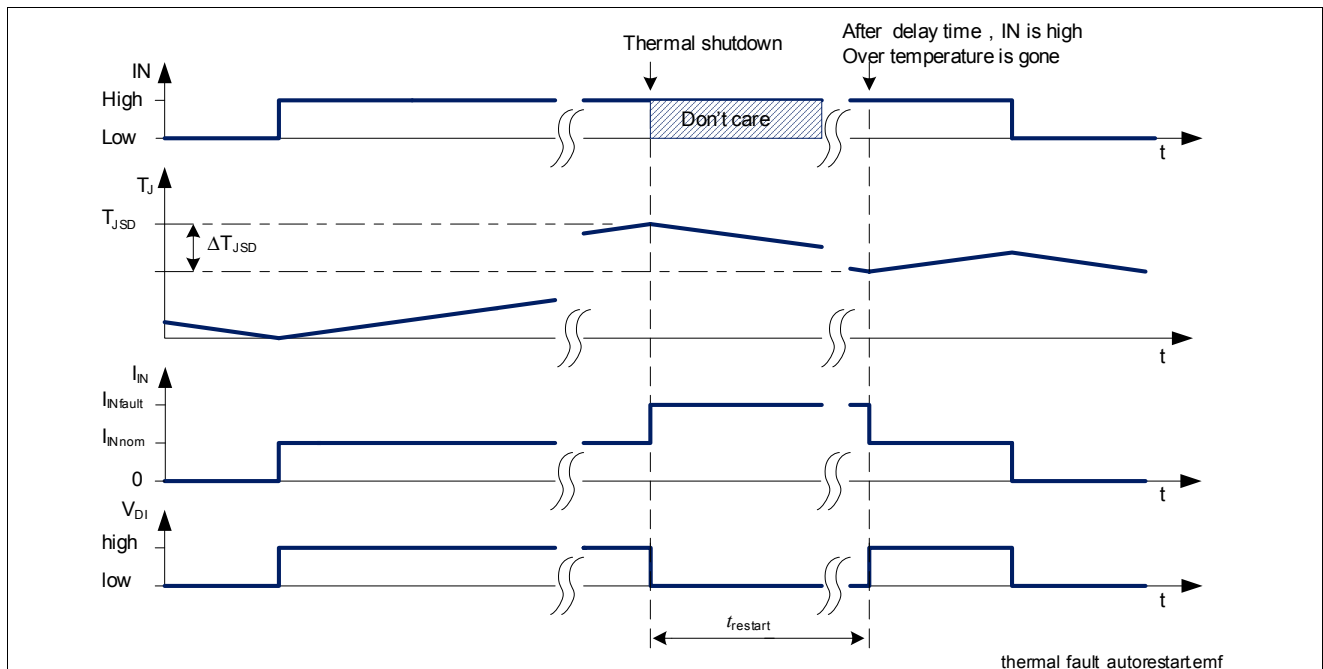 Thermal shutdown
After delay time , IN is high
Over temperature is gone
IN
High
Low
Don't care
t
TJ
TJSD
ΔTJSD
t
IIN
IINfault
IINnom
0
t
VDI
high
low
t
trestart
thermal fault autorestart.emf